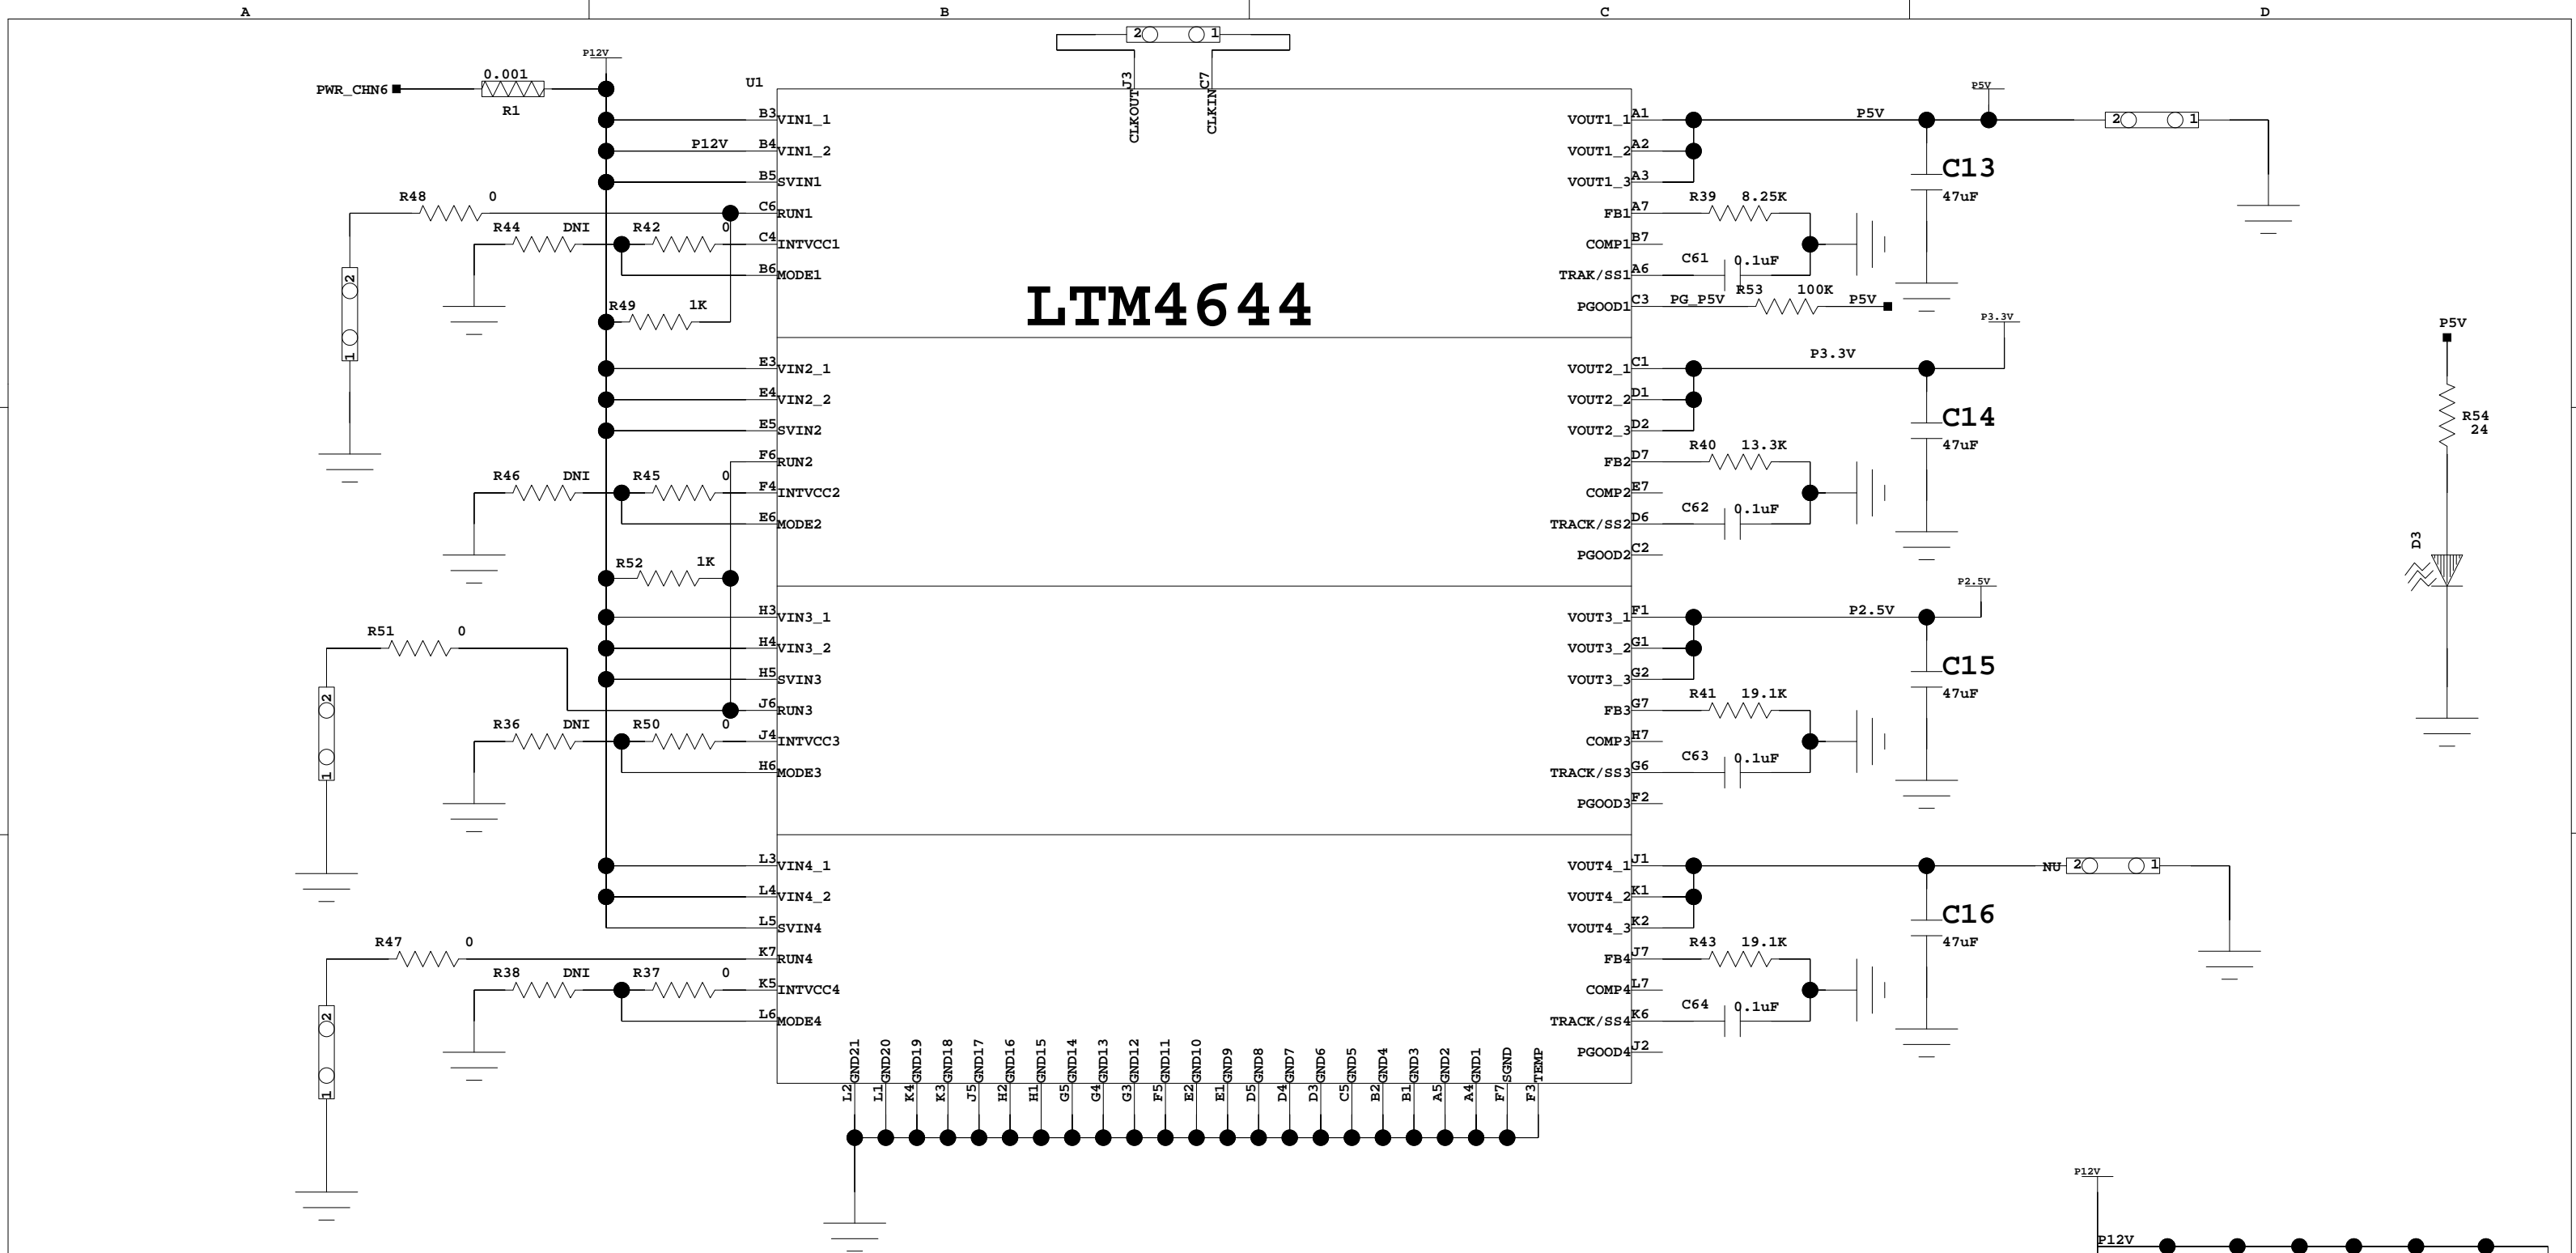 A B C D
2 1
P12V
0.001
PWR_CHN6
R1
U1
J3 C7
CLKOUT CLKIN
B3 VIN1_1
P12V B4 VIN1_2
B5 SVIN1
R48 0 C6 RUN1
R44 DNI R42 0 C4 INTVCC1
B6 MODE1
R49 1K
2
1
LTM4644
VOUT1_1 A1 P5V P5V 2 1
VOUT1_2 A2
VOUT1_3 A3
C13
47uF
FB1 A7 R39 8.25K
COMP1 B7
TRAK/SS1 A6 C61 0.1uF
PGOOD1 C3 PG_P5V R53 100K P5V
E3 VIN2_1
E4 VIN2_2
E5 SVIN2
F6 RUN2
R46 DNI R45 0 F4 INTVCC2
E6 MODE2
R52 1K
P3.3V
VOUT2_1 C1 P3.3V
VOUT2_2 D1
VOUT2_3 D2
C14
47uF
FB2 D7 R40 13.3K
COMP2 E7
TRACK/SS2 D6 C62 0.1uF
PGOOD2 C2
P5V
R54
24
D3
H3 VIN3_1
H4 VIN3_2
H5 SVIN3
R51 0 J6 RUN3
R36 DNI R50 0 J4 INTVCC3
H6 MODE3
2
1
P2.5V
VOUT3_1 F1 P2.5V
VOUT3_2 G1
VOUT3_3 G2
C15
47uF
FB3 G7 R41 19.1K
COMP3 H7
TRACK/SS3 G6 C63 0.1uF
PGOOD3 F2
L3 VIN4_1
L4 VIN4_2
L5 SVIN4
R47 0 K7 RUN4
R38 DNI R37 0 K5 INTVCC4
L6 MODE4
2
1
VOUT4_1 J1 NU 2 1
VOUT4_2 K1
VOUT4_3 K2
C16
47uF
FB4 J7 R43 19.1K
COMP4 L7
TRACK/SS4 K6 C64 0.1uF
PGOOD4 J2
GND21 GND20 GND19 GND18 GND17 GND16 GND15 GND14 GND13 GND12 GND11 GND10 GND9 GND8 GND7 GND6 GND5 GND4 GND3 GND2 GND1 SGND TEMP
L2 L1 K4 K3 J5 H2 H1 G5 G4 G3 F5 E2 E1 D5 D4 D3 C5 B2 B1 A5 A4 F7 F3
P12V
P12V